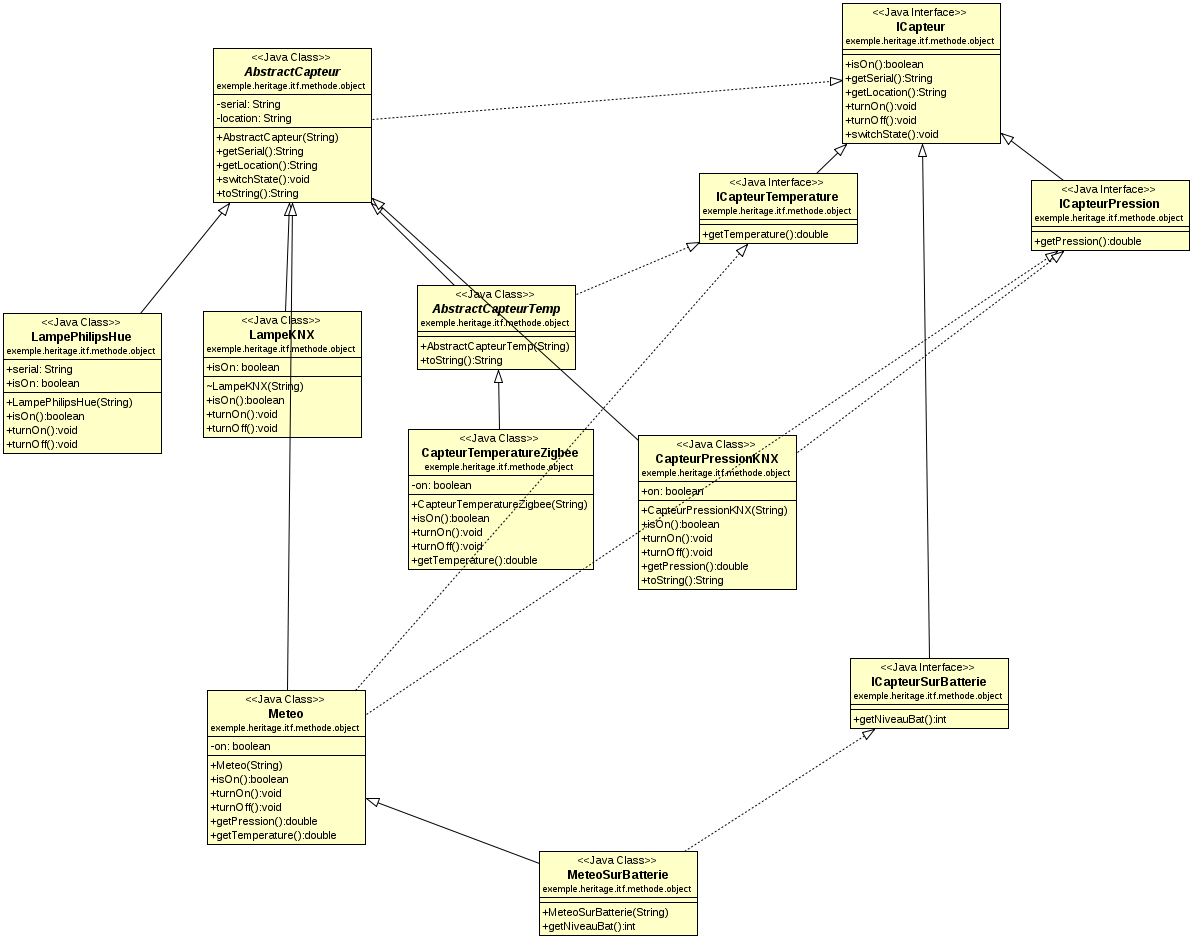 <<Java Interface>>
ICapteur
exemple.heritage.itf.methode.object
+isOn():boolean
+getSerial():String
+getLocation():String
+turnOn():void
+turnOff():void
+switchState():void
<<Java Class>>
AbstractCapteur
exemple.heritage.itf.methode.object
-serial: String
-location: String
+AbstractCapteur(String)
+getSerial():String
+getLocation():String
+switchState():void
+toString():String
<<Java Interface>>
ICapteurTemperature
exemple.heritage.itf.methode.object
+getTemperature():double
<<Java Interface>>
ICapteurPression
exemple.heritage.itf.methode.object
+getPression():double
<<Java Class>>
LampePhilipsHue
exemple.heritage.itf.methode.object
+serial: String
+isOn: boolean
+LampePhilipsHue(String)
+isOn():boolean
+turnOn():void
+turnOff():void
<<Java Class>>
LampeKNX
exemple.heritage.itf.methode.object
+isOn: boolean
~LampeKNX(String)
+isOn():boolean
+turnOn():void
+turnOff():void
<<Java Class>>
AbstractCapteurTemp
exemple.heritage.itf.methode.object
+AbstractCapteurTemp(String)
+toString():String
<<Java Class>>
CapteurTemperatureZigbee
exemple.heritage.itf.methode.object
-on: boolean
+CapteurTemperatureZigbee(String)
+isOn():boolean
+turnOn():void
+turnOff():void
+getTemperature():double
<<Java Class>>
CapteurPressionKNX
exemple.heritage.itf.methode.object
+on: boolean
+CapteurPressionKNX(String)
+isOn():boolean
+turnOn():void
+turnOff():void
+getPression():double
+toString():String
<<Java Interface>>
ICapteurSurBatterie
exemple.heritage.itf.methode.object
+getNiveauBat():int
<<Java Class>>
Meteo
exemple.heritage.itf.methode.object
-on: boolean
+Meteo(String)
+isOn():boolean
+turnOn():void
+turnOff():void
+getPression():double
+getTemperature():double
<<Java Class>>
MeteoSurBatterie
exemple.heritage.itf.methode.object
+MeteoSurBatterie(String)
+getNiveauBat():int